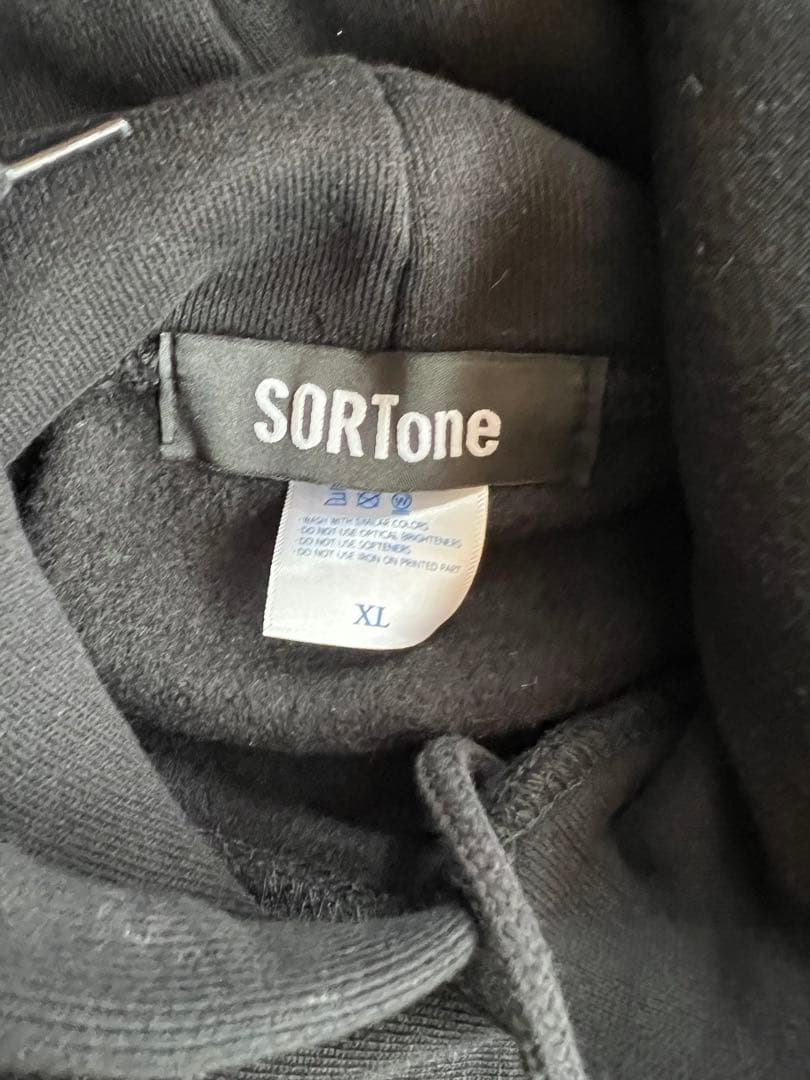 SORTone
W
·WASH WITH SIMILAR COLORS
·DO NOT USE OPTICAL BRIGHTENERS
·DO NOT USE SOFTENERS
·DO NOT USE IRON ON PRINTED PART
XL